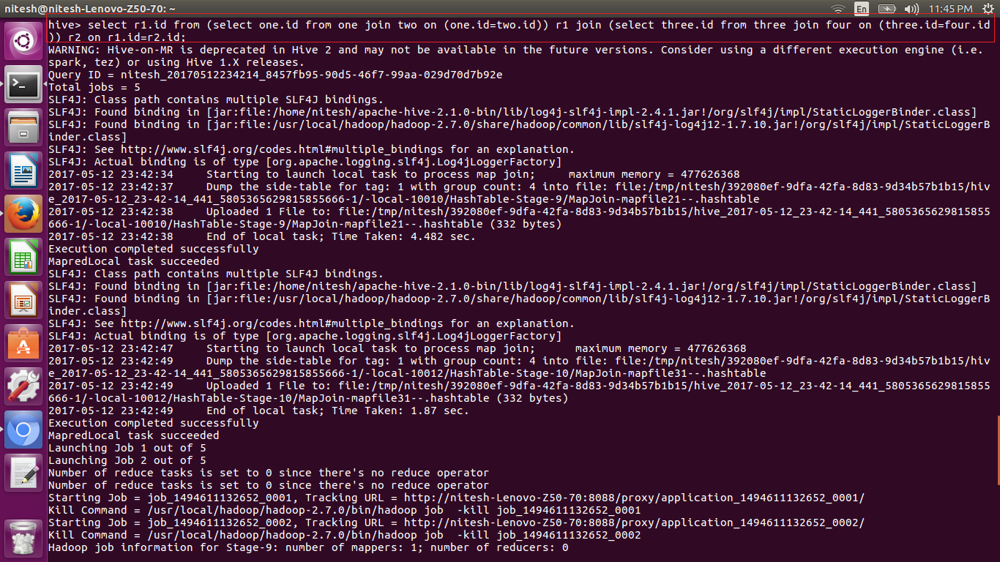 nitesh@nitesh-Lenovo-Z50-70: ~
En
11:45 PM
hive> select r1.id from (select one.id from one join two on (one.id=two.id)) r1 join (select three.id from three join four on (three.id=four.id
)) r2 on r1.id=r2.id;
WARNING: Hive-on-MR is deprecated in Hive 2 and may not be available in the future versions. Consider using a different execution engine (i.e.
spark, tez) or using Hive 1.X releases.
Query ID = nitesh_20170512234214_8457fb95-90d5-46f7-99aa-029d70d7b92e
Total jobs = 5
SLF4J: Class path contains multiple SLF4J bindings.
SLF4J: Found binding in [jar:file:/home/nitesh/apache-hive-2.1.0-bin/lib/log4j-slf4j-impl-2.4.1.jar!/org/slf4j/impl/StaticLoggerBinder.class]
SLF4J: Found binding in [jar:file:/usr/local/hadoop/hadoop-2.7.0/share/hadoop/common/lib/slf4j-log4j12-1.7.10.jar!/org/slf4j/impl/StaticLoggerB
inder.class]
SLF4J: See http://www.slf4j.org/codes.html#multiple_bindings for an explanation.
SLF4J: Actual binding is of type [org.apache.logging.slf4j.Log4jLoggerFactory]
2017-05-12 23:42:34     Starting to launch local task to process map join;      maximum memory = 477626368
2017-05-12 23:42:37     Dump the side-table for tag: 1 with group count: 4 into file: file:/tmp/nitesh/392080ef-9dfa-42fa-8d83-9d34b57b1b15/hiv
e_2017-05-12_23-42-14_441_5805365629815855666-1/-local-10010/HashTable-Stage-9/MapJoin-mapfile21--.hashtable
2017-05-12 23:42:38     Uploaded 1 File to: file:/tmp/nitesh/392080ef-9dfa-42fa-8d83-9d34b57b1b15/hive_2017-05-12_23-42-14_441_5805365629815855
666-1/-local-10010/HashTable-Stage-9/MapJoin-mapfile21--.hashtable (332 bytes)
2017-05-12 23:42:38     End of local task; Time Taken: 4.482 sec.
Execution completed successfully
MapredLocal task succeeded
SLF4J: Class path contains multiple SLF4J bindings.
SLF4J: Found binding in [jar:file:/home/nitesh/apache-hive-2.1.0-bin/lib/log4j-slf4j-impl-2.4.1.jar!/org/slf4j/impl/StaticLoggerBinder.class]
SLF4J: Found binding in [jar:file:/usr/local/hadoop/hadoop-2.7.0/share/hadoop/common/lib/slf4j-log4j12-1.7.10.jar!/org/slf4j/impl/StaticLoggerB
inder.class]
SLF4J: See http://www.slf4j.org/codes.html#multiple_bindings for an explanation.
SLF4J: Actual binding is of type [org.apache.logging.slf4j.Log4jLoggerFactory]
2017-05-12 23:42:47     Starting to launch local task to process map join;      maximum memory = 477626368
2017-05-12 23:42:49     Dump the side-table for tag: 1 with group count: 4 into file: file:/tmp/nitesh/392080ef-9dfa-42fa-8d83-9d34b57b1b15/hiv
e_2017-05-12_23-42-14_441_5805365629815855666-1/-local-10012/HashTable-Stage-10/MapJoin-mapfile31--.hashtable
2017-05-12 23:42:49     Uploaded 1 File to: file:/tmp/nitesh/392080ef-9dfa-42fa-8d83-9d34b57b1b15/hive_2017-05-12_23-42-14_441_5805365629815855
666-1/-local-10012/HashTable-Stage-10/MapJoin-mapfile31--.hashtable (332 bytes)
2017-05-12 23:42:49     End of local task; Time Taken: 1.87 sec.
Execution completed successfully
MapredLocal task succeeded
Launching Job 1 out of 5
Launching Job 2 out of 5
Number of reduce tasks is set to 0 since there's no reduce operator
Number of reduce tasks is set to 0 since there's no reduce operator
Starting Job = job_1494611132652_0001, Tracking URL = http://nitesh-Lenovo-Z50-70:8088/proxy/application_1494611132652_0001/
Kill Command = /usr/local/hadoop/hadoop-2.7.0/bin/hadoop job  -kill job_1494611132652_0001
Starting Job = job_1494611132652_0002, Tracking URL = http://nitesh-Lenovo-Z50-70:8088/proxy/application_1494611132652_0002/
Kill Command = /usr/local/hadoop/hadoop-2.7.0/bin/hadoop job  -kill job_1494611132652_0002
Hadoop job information for Stage-9: number of mappers: 1; number of reducers: 0